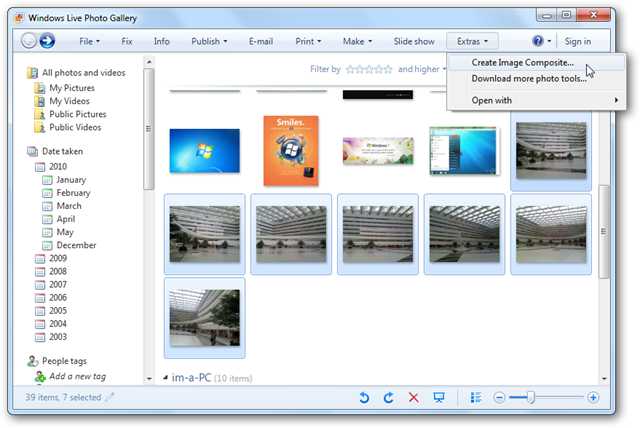 Windows Live Photo Gallery
File Fix Info Publish E-mail Print Make Slide show Extras Sign in
Create Image Composite...
Download more photo tools...
Open with
Filter by and higher
All photos and videos
My Pictures
My Videos
Public Pictures
Public Videos
Date taken
2010
January
February
March
April
May
December
2009
2008
2007
2006
2005
2004
2003
People tags
Add a new tag
Smiles.
im-a-PC (10 items)
39 items, 7 selected